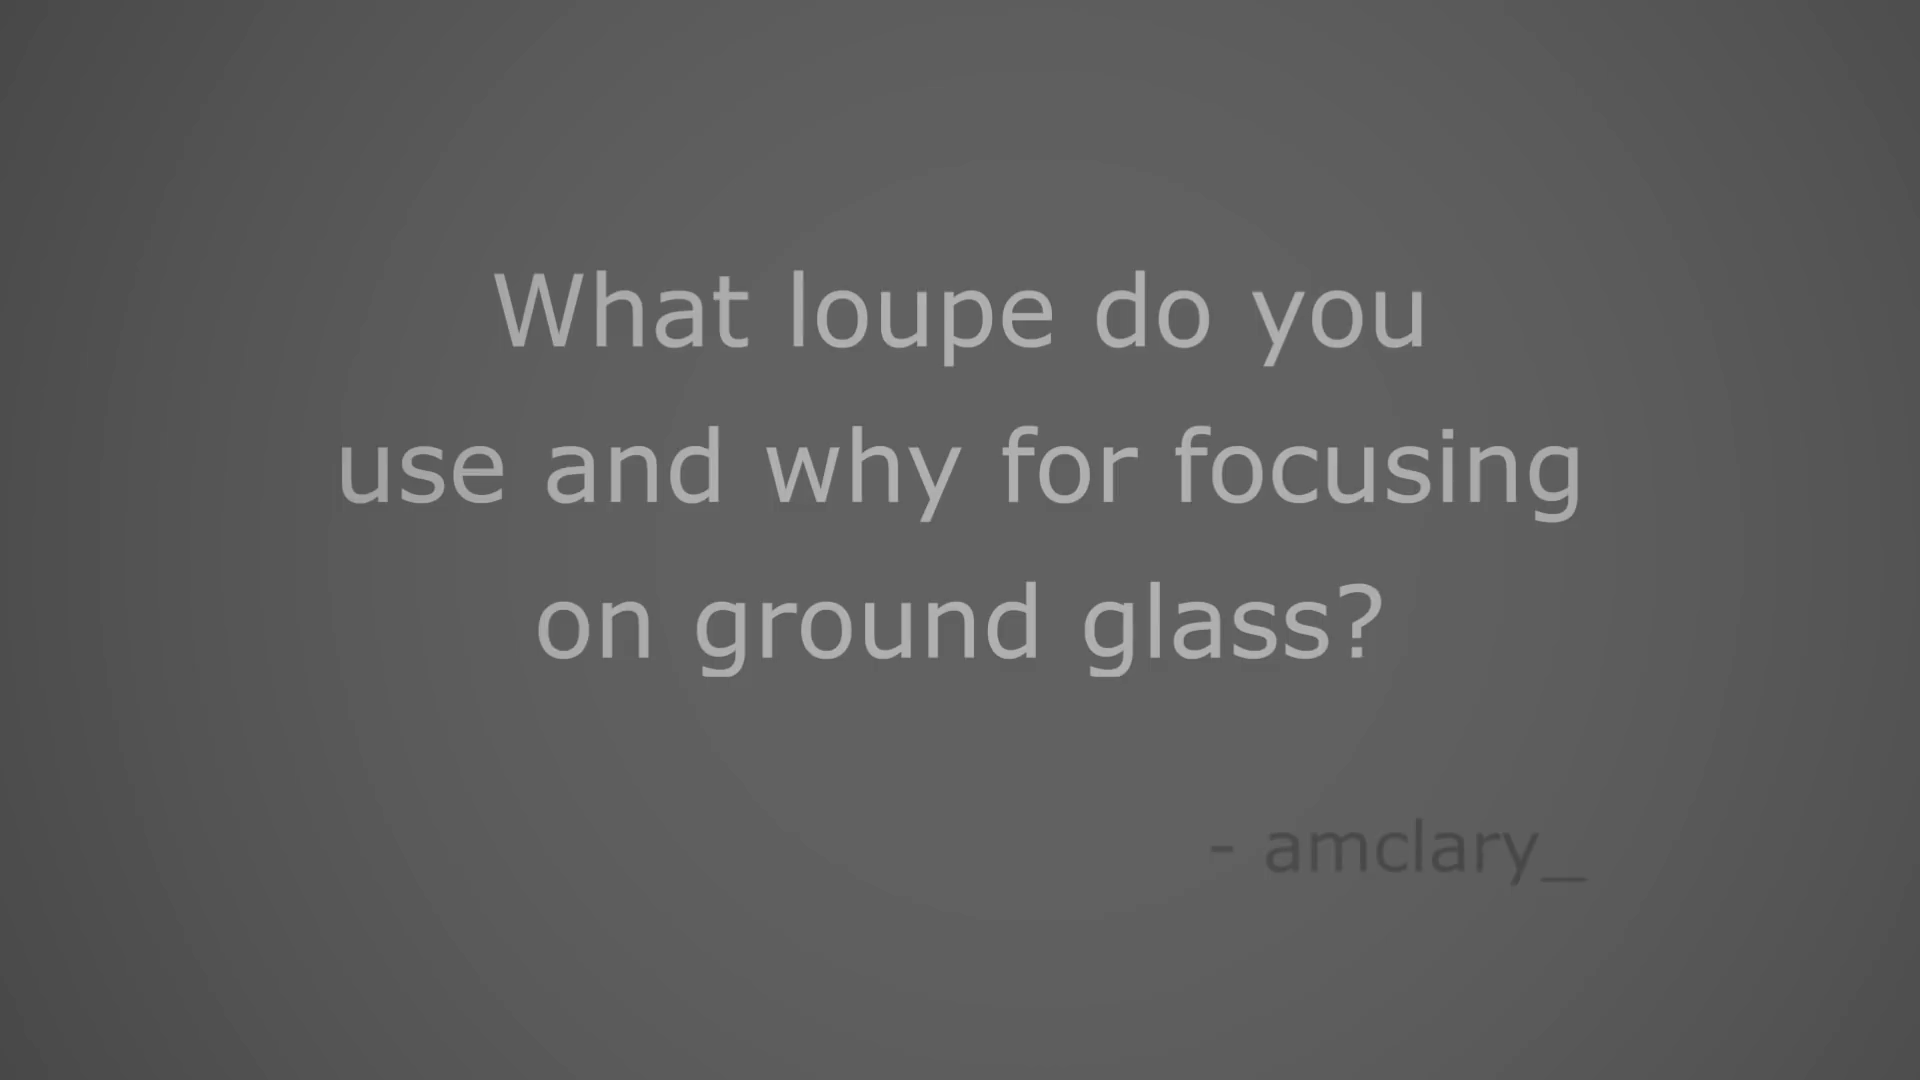 What loupe do you
use and why for focusing
on ground glass?
- amclary_